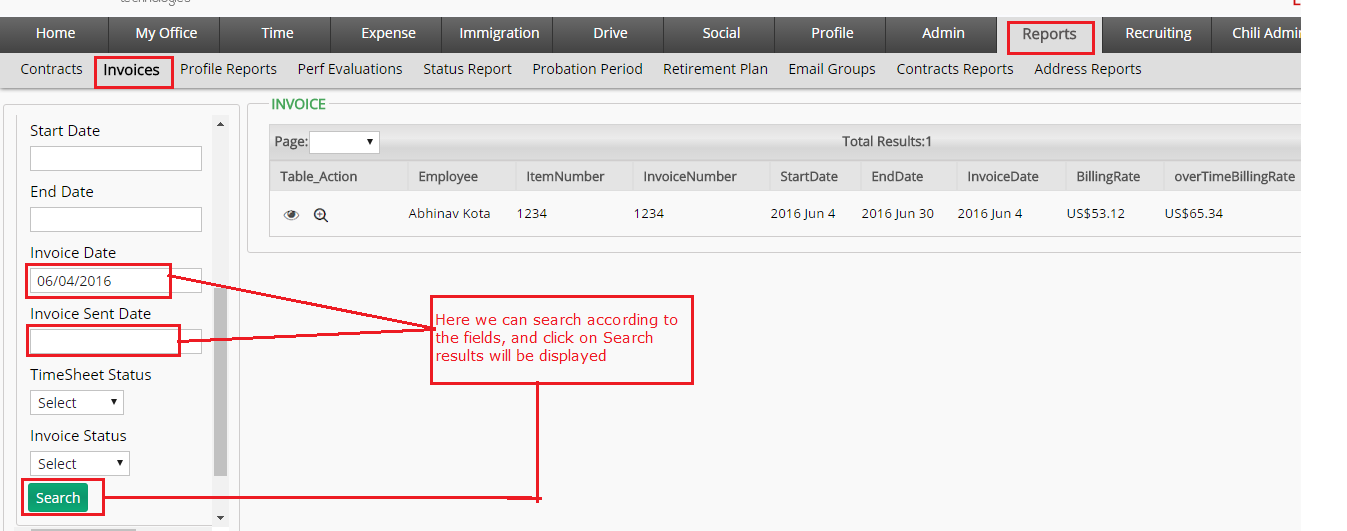 technologies
Home My Office Time Expense Immigration Drive Social Profile Admin Reports Recruiting Chili Admi
Contracts Invoices Profile Reports Perf Evaluations Status Report Probation Period Retirement Plan Email Groups Contracts Reports Address Reports
Start Date
End Date
Invoice Date
06/04/2016
Invoice Sent Date
TimeSheet Status
Select
Invoice Status
Select
Search
INVOICE
Page: Total Results:1
Table_Action Employee ItemNumber InvoiceNumber StartDate EndDate InvoiceDate BillingRate overTimeBillingRate
Abhinav Kota 1234 1234 2016 Jun 4 2016 Jun 30 2016 Jun 4 US$53.12 US$65.34
Here we can search according to
the fields, and click on Search
results will be displayed